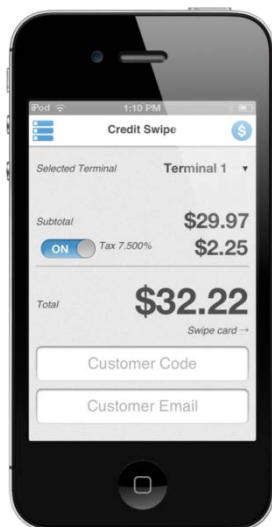 iPod 1:10 PM
Credit Swipe $
Selected Terminal Terminal 1 ▾
Subtotal $29.97
ON Tax 7.500% $2.25
Total $32.22
Swipe card →
Customer Code
Customer Email